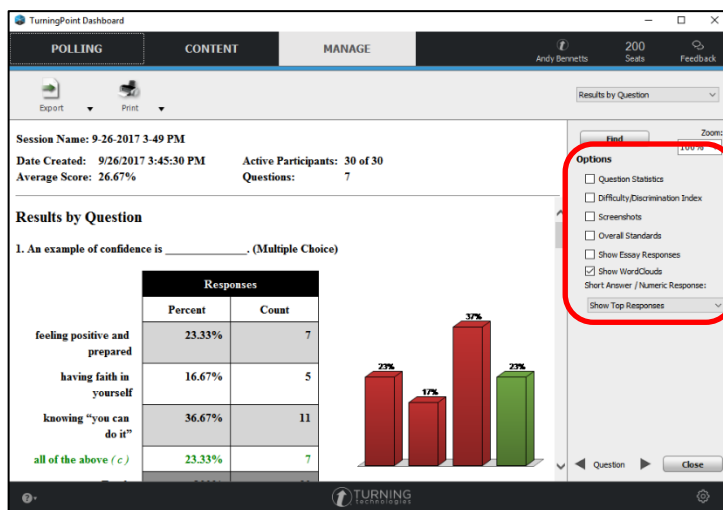 TurningPoint Dashboard
POLLING CONTENT MANAGE
Andy Bennetts
200
Seats
Feedback
Export Print
Results by Question
Session Name: 9-26-2017 3-49 PM
Date Created: 9/26/2017 3:45:30 PM Active Participants: 30 of 30
Average Score: 26.67% Questions: 7
Results by Question
1. An example of confidence is ______________. (Multiple Choice)
Responses
Percent Count
feeling positive and prepared 23.33% 7
having faith in yourself 16.67% 5
knowing “you can do it” 36.67% 11
all of the above (c) 23.33% 7
23%
17%
37%
23%
Find
Zoom:
100%
Options
Question Statistics
Difficulty/Discrimination Index
Screenshots
Overall Standards
Show Essay Responses
Show WordClouds
Short Answer / Numeric Response:
Show Top Responses
Question
Close
TURNING
technologies